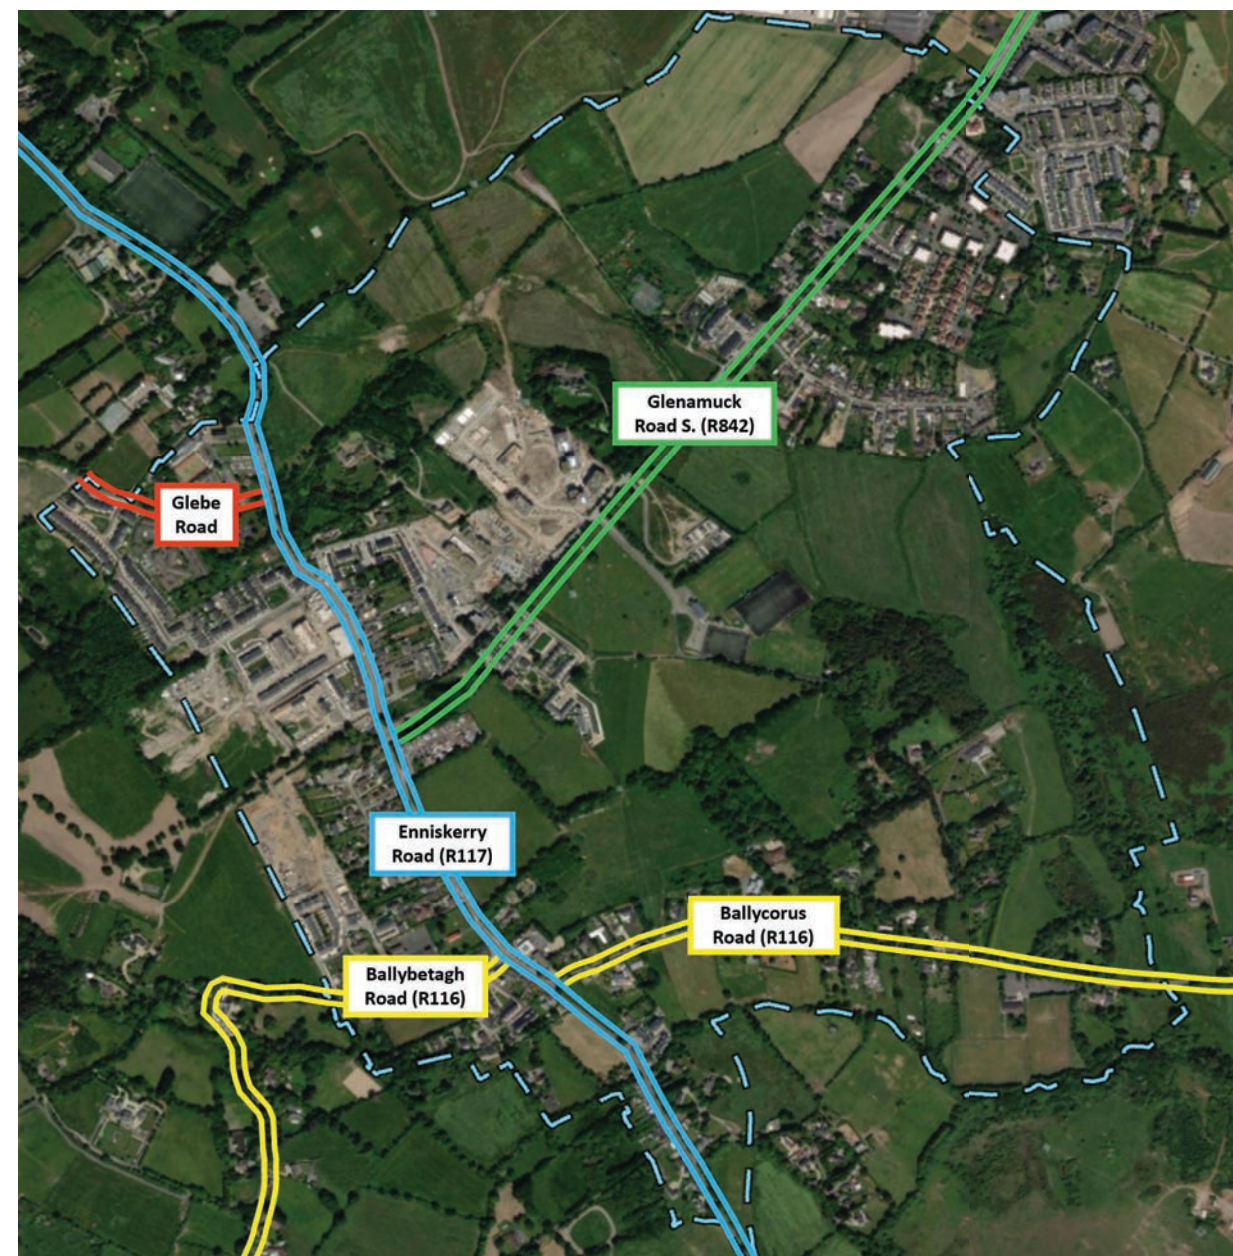 Glenamuck
Road S. (R842)
Glebe
Road
Enniskerry
Road (R117)
Ballycorus
Road (R116)
Ballybetagh
Road (R116)